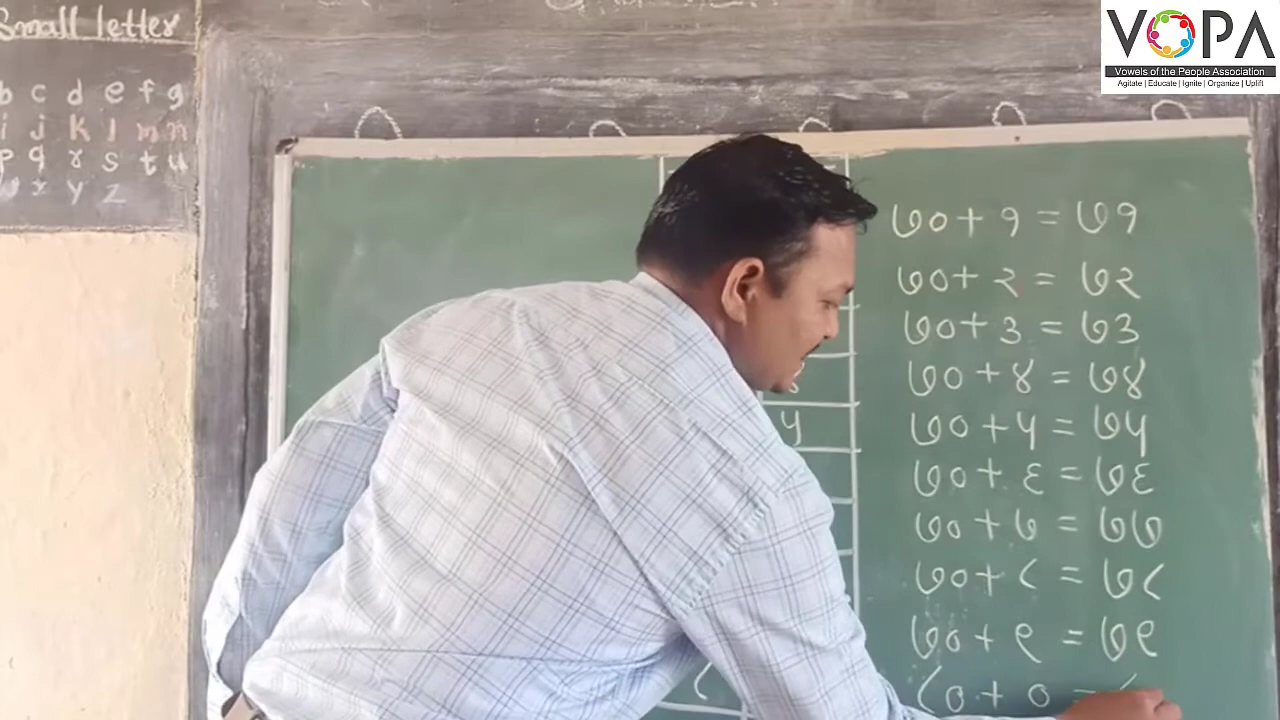 Small letter
b c d e f g
i j k l m n
p q r s t u
x y z
VOPA
Vowels of the People Association
Agitate | Educate | Ignite | Organize | Uplift
७० + १ = ७१
७० + २ = ७२
७० + ३ = ७३
७० + ४ = ७४
७० + ५ = ७५
७० + ६ = ७६
७० + ७ = ७७
७० + ८ = ७८
७० + ९ = ७९
८० + ० = ८
५